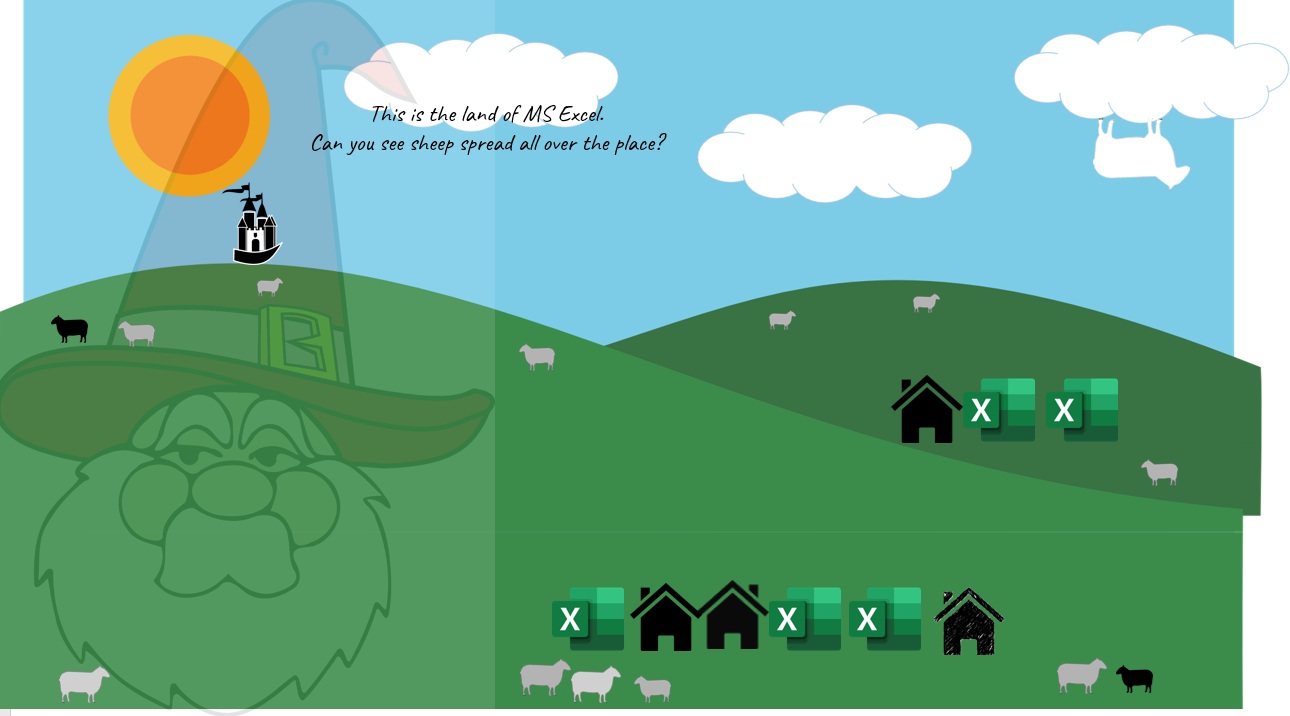 This is the land of MS Excel.
Can you see sheep spread all over the place?
B
X X
X X X